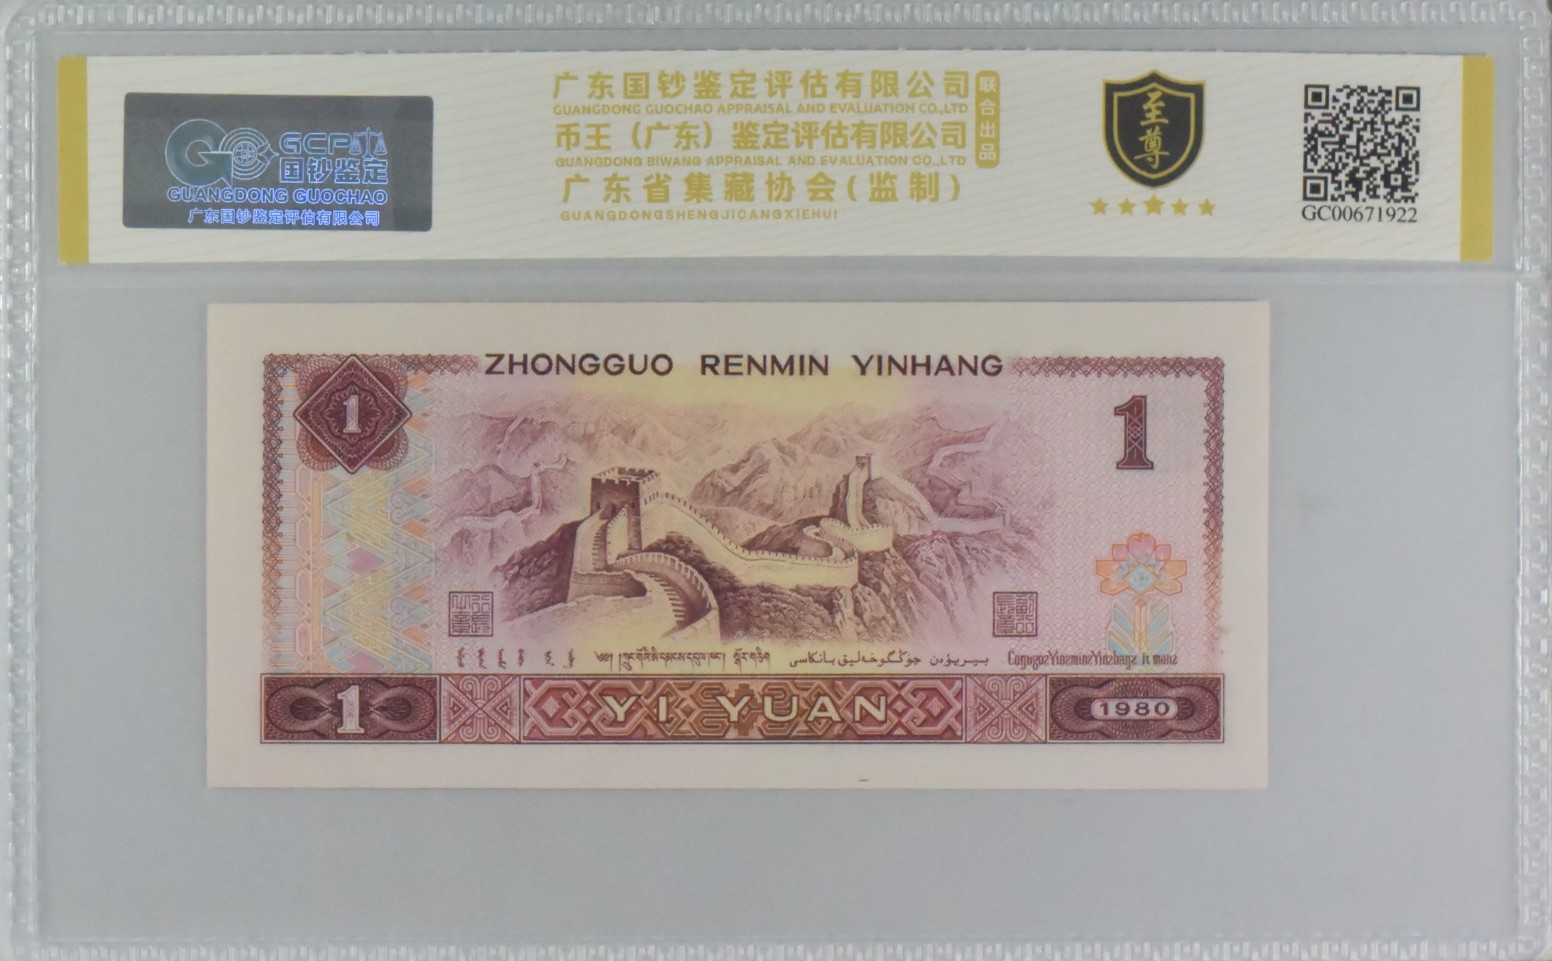 GCP
国钞鉴定
GUANGDONG GUOCHAO
广东国钞鉴定评估有限公司
广东国钞鉴定评估有限公司
GUANGDONG GUOCHAO APPRAISAL AND EVALUATION CO.,LTD
币王（广东）鉴定评估有限公司
GUANGDONG BIWANG APPRAISAL AND EVALUATION CO.,LTD
联合出品
广东省集藏协会(监制)
GUANGDONGSHENGJICANGXIEHUI
至尊
GC00671922
ZHONGGUO RENMIN YINHANG
1
1
1
YI YUAN
1980